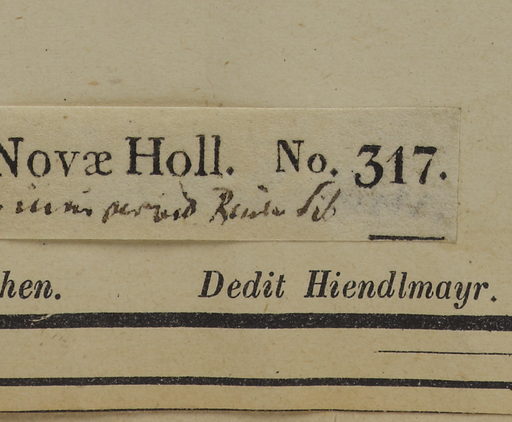 Novæ Holl. No. 317.
hen. Dedit Hiendlmayr.